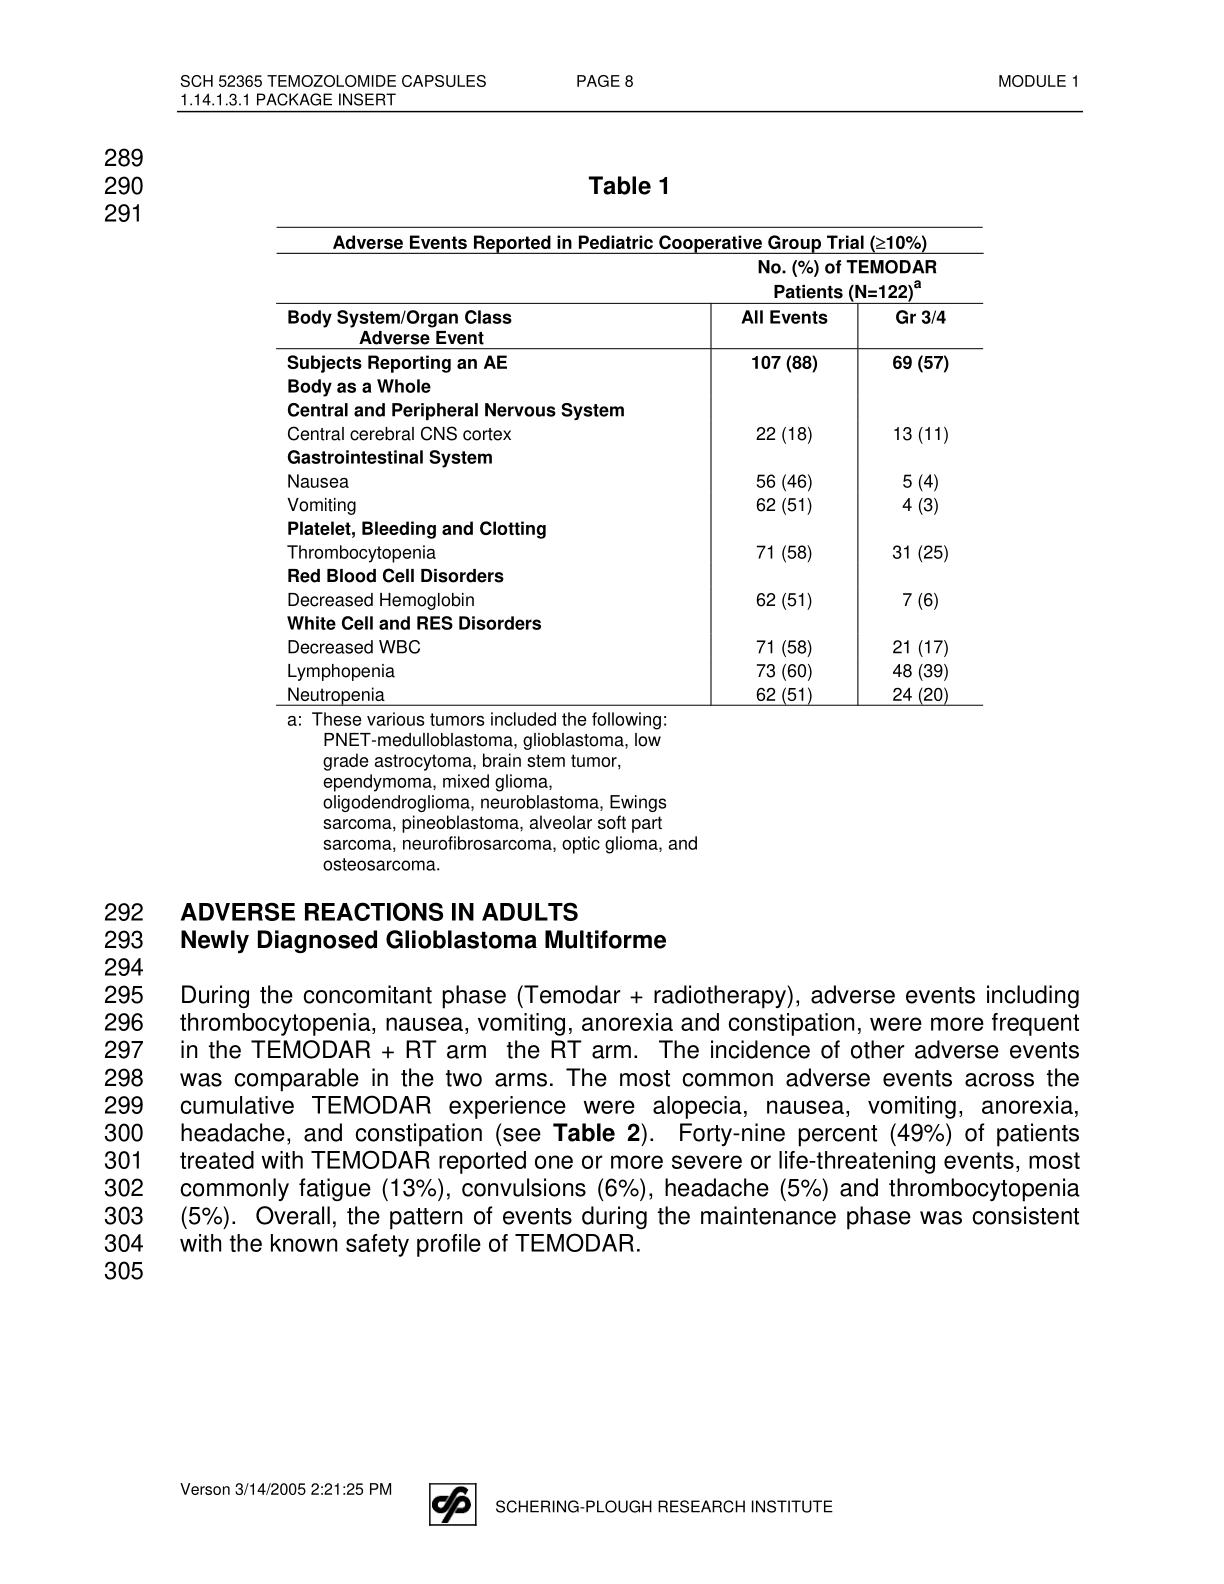 SCH 52365 TEMOZOLOMIDE CAPSULES PAGE 8 MODULE 1
1.14.1.3.1 PACKAGE INSERT
289
290 Table 1
291
Adverse Events Reported in Pediatric Cooperative Group Trial (≥10%)
No. (%) of TEMODAR
Patients (N=122)a
Body System/Organ Class All Events Gr 3/4
Adverse Event
Subjects Reporting an AE 107 (88) 69 (57)
Body as a Whole
Central and Peripheral Nervous System
Central cerebral CNS cortex 22 (18) 13 (11)
Gastrointestinal System
Nausea 56 (46) 5 (4)
Vomiting 62 (51) 4 (3)
Platelet, Bleeding and Clotting
Thrombocytopenia 71 (58) 31 (25)
Red Blood Cell Disorders
Decreased Hemoglobin 62 (51) 7 (6)
White Cell and RES Disorders
Decreased WBC 71 (58) 21 (17)
Lymphopenia 73 (60) 48 (39)
Neutropenia 62 (51) 24 (20)
a: These various tumors included the following:
PNET-medulloblastoma, glioblastoma, low
grade astrocytoma, brain stem tumor,
ependymoma, mixed glioma,
oligodendroglioma, neuroblastoma, Ewings
sarcoma, pineoblastoma, alveolar soft part
sarcoma, neurofibrosarcoma, optic glioma, and
osteosarcoma.
292 ADVERSE REACTIONS IN ADULTS
293 Newly Diagnosed Glioblastoma Multiforme
294
295 During the concomitant phase (Temodar + radiotherapy), adverse events including
296 thrombocytopenia, nausea, vomiting, anorexia and constipation, were more frequent
297 in the TEMODAR + RT arm the RT arm. The incidence of other adverse events
298 was comparable in the two arms. The most common adverse events across the
299 cumulative TEMODAR experience were alopecia, nausea, vomiting, anorexia,
300 headache, and constipation (see Table 2). Forty-nine percent (49%) of patients
301 treated with TEMODAR reported one or more severe or life-threatening events, most
302 commonly fatigue (13%), convulsions (6%), headache (5%) and thrombocytopenia
303 (5%). Overall, the pattern of events during the maintenance phase was consistent
304 with the known safety profile of TEMODAR.
305
Verson 3/14/2005 2:21:25 PM
SCHERING-PLOUGH RESEARCH INSTITUTE